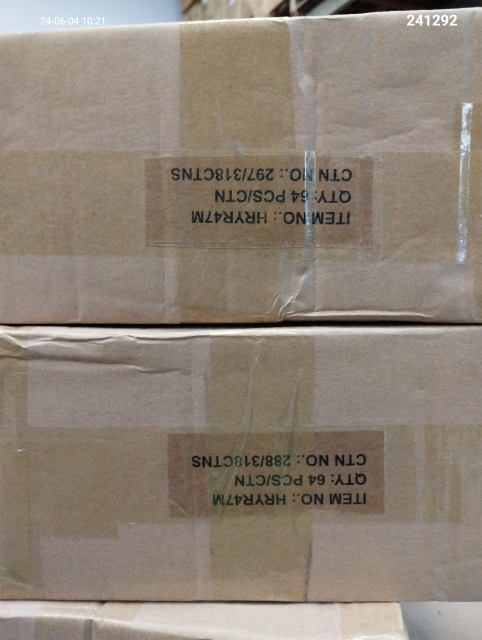 24-06-04 10:21
241292
ITEM NO.: HRYR47M
QTY: 64 PCS/CTN
CTN NO.: 297/318CTNS
ITEM NO.: HRYR47M
QTY: 64 PCS/CTN
CTN NO.: 288/318CTNS